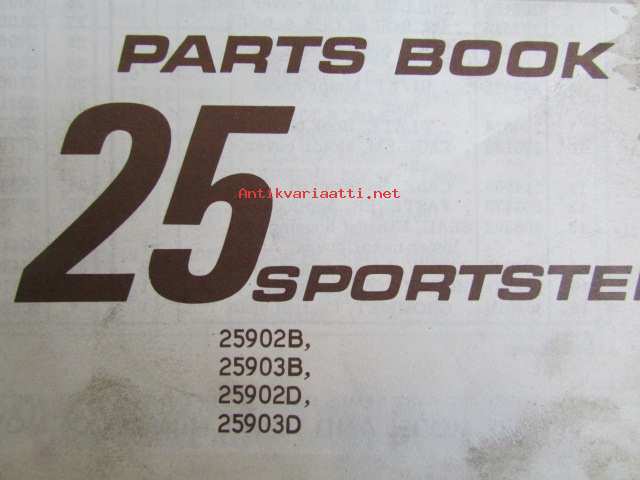 PARTS BOOK
25 SPORTSTE
Antikvariaatti.net
25902B,
25903B,
25902D,
25903D